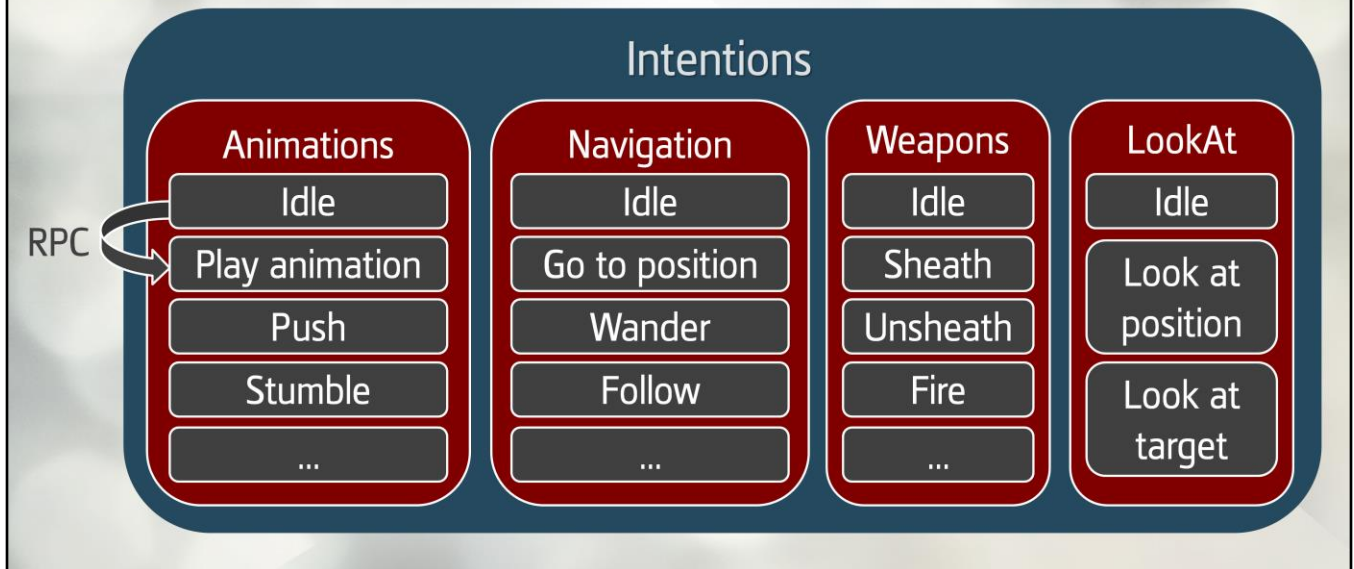 Intentions
Animations
Idle
RPC
Play animation
Push
Stumble
...
Navigation
Idle
Go to position
Wander
Follow
...
Weapons
Idle
Sheath
Unsheath
Fire
...
LookAt
Idle
Look at
position
Look at
target